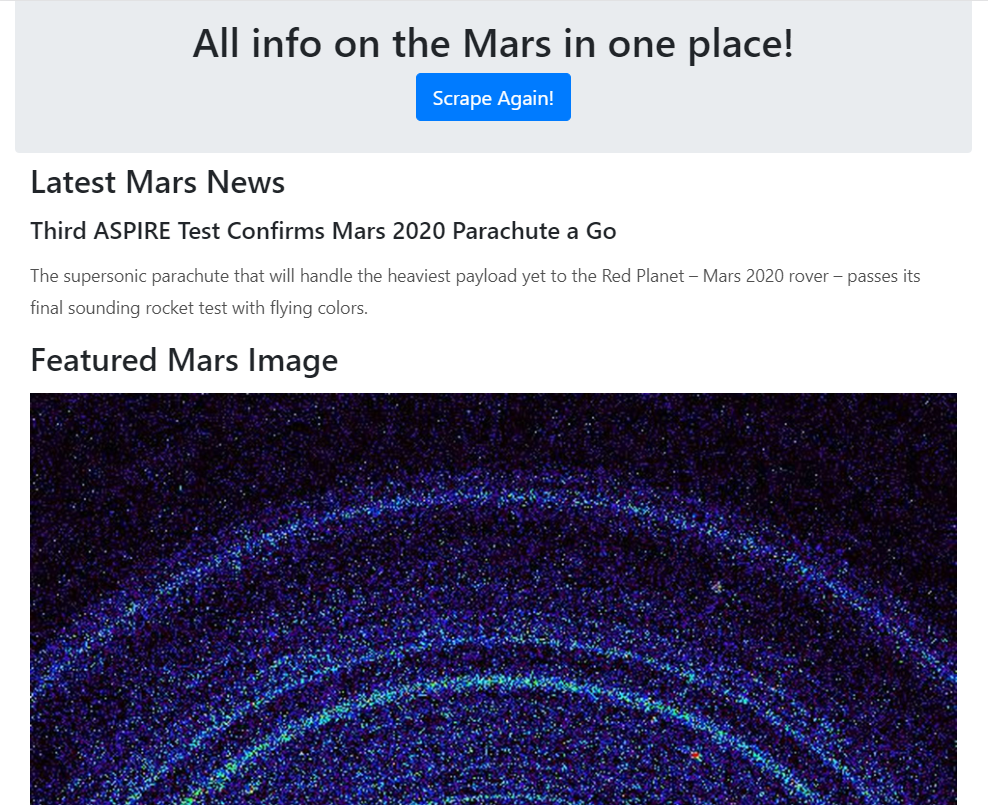 All info on the Mars in one place!
Scrape Again!
Latest Mars News
Third ASPIRE Test Confirms Mars 2020 Parachute a Go
The supersonic parachute that will handle the heaviest payload yet to the Red Planet – Mars 2020 rover – passes its
final sounding rocket test with flying colors.
Featured Mars Image